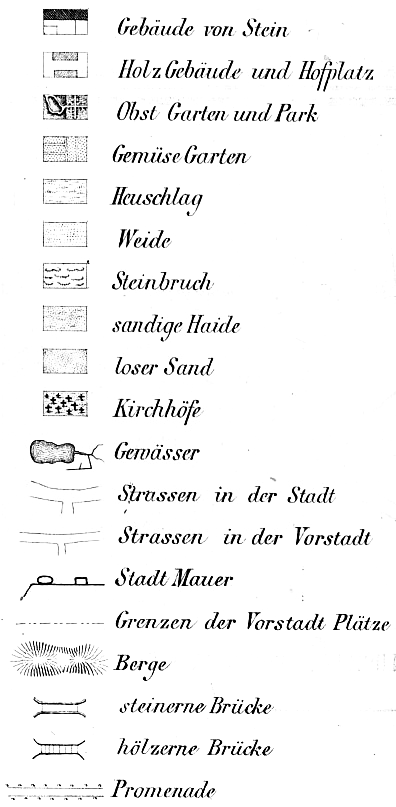 Gebäude von Stein
Holz Gebäude und Hoffplatz
Obst Garten und Park
Gemüse Garten
Heuschlag
Weide
Steinbruch
sandige Haide
loser Sand
Kirchhöfe
Gewässer
Strassen in der Stadt
Strassen in der Vorstadt
Stadt Mauer
Grenzen der Vorstadt Plätze
Berge
steinerne Brücke
hölzerne Brücke
Promenade